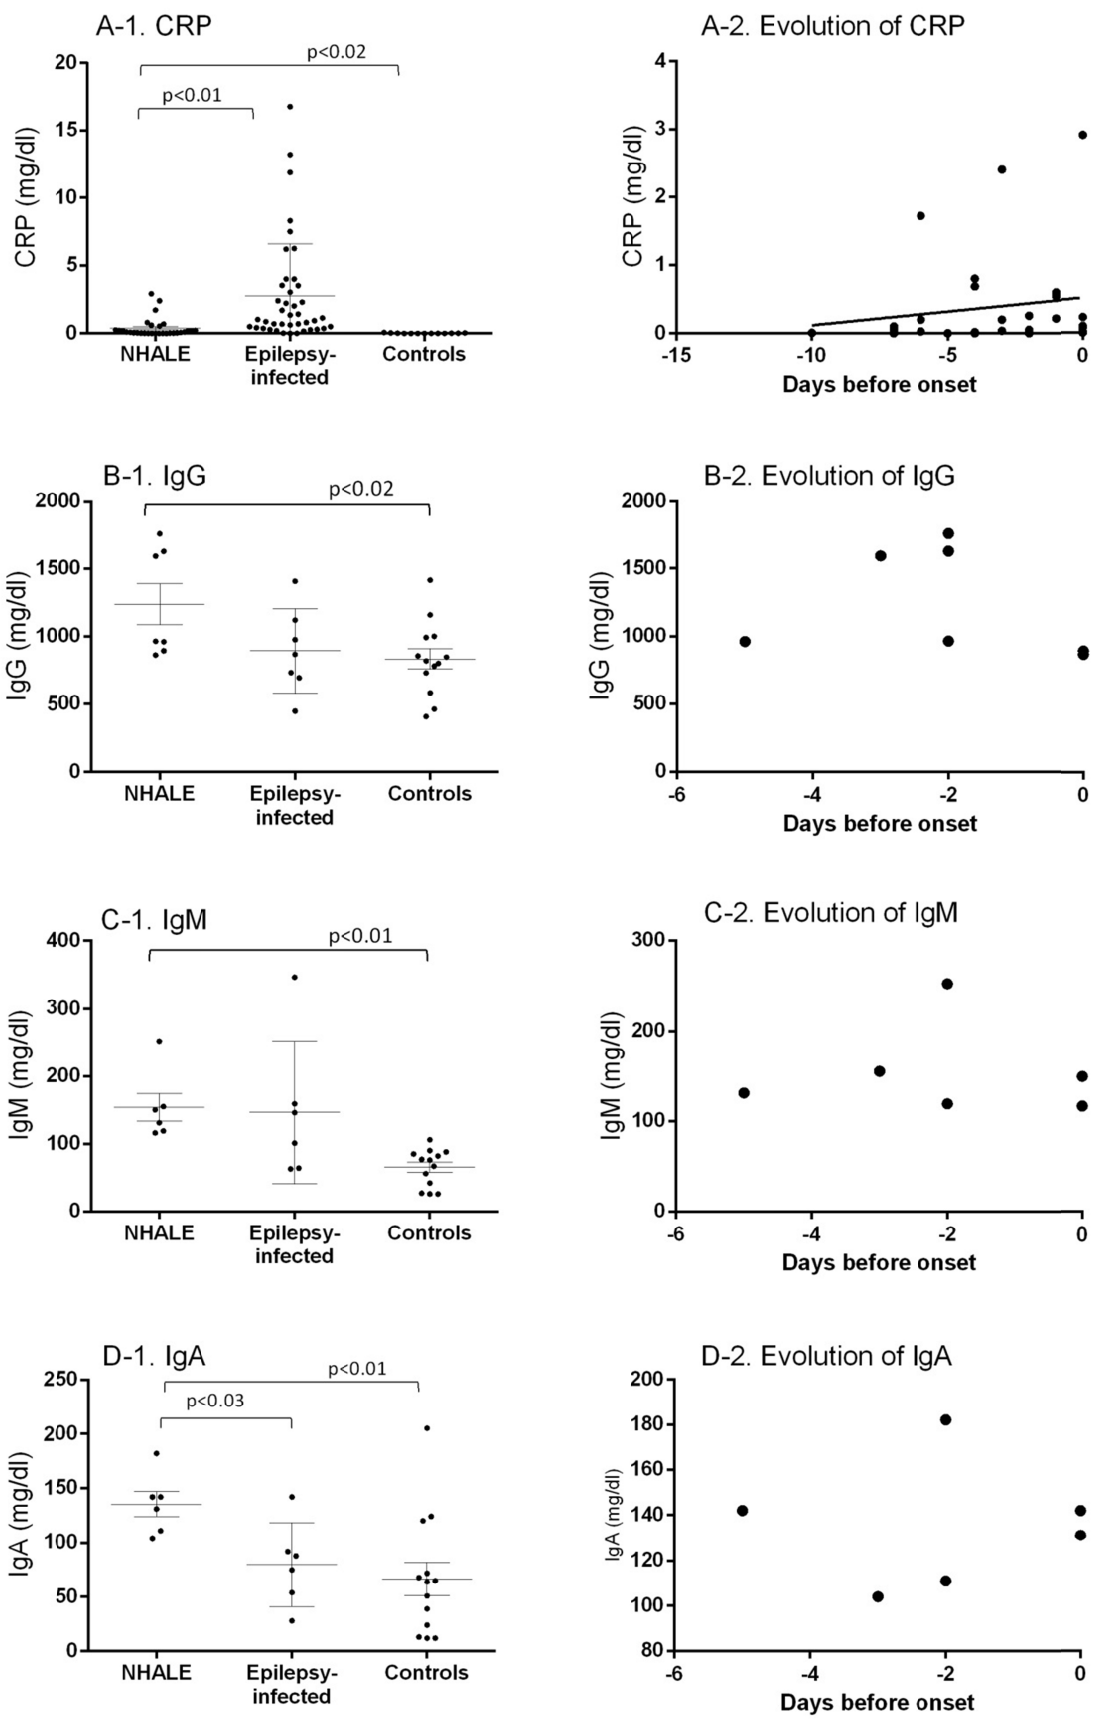 A-1. CRP
p<0.02
p<0.01
CRP (mg/dl)
20
15
10
5
0
NHALE
Epilepsy-
infected
Controls
A-2. Evolution of CRP
CRP (mg/dl)
4
3
2
1
0
-15
-10
-5
0
Days before onset
B-1. IgG
p<0.02
IgG (mg/dl)
2000
1500
1000
500
0
NHALE
Epilepsy-
infected
Controls
B-2. Evolution of IgG
IgG (mg/dl)
2000
1500
1000
500
0
-6
-4
-2
0
Days before onset
C-1. IgM
p<0.01
IgM (mg/dl)
400
300
200
100
0
NHALE
Epilepsy-
infected
Controls
C-2. Evolution of IgM
IgM (mg/dl)
300
200
100
0
-6
-4
-2
0
Days before onset
D-1. IgA
p<0.01
p<0.03
IgA (mg/dl)
250
200
150
100
50
0
NHALE
Epilepsy-
infected
Controls
D-2. Evolution of IgA
IgA (mg/dl)
200
180
160
140
120
100
80
-6
-4
-2
0
Days before onset